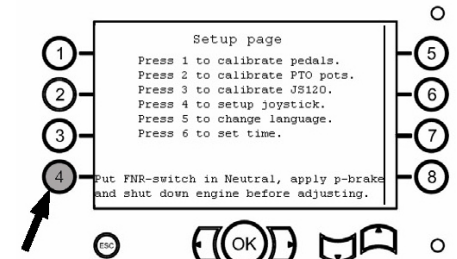 Setup page
Press 1 to calibrate pedals.
Press 2 to calibrate PTO pots.
Press 3 to calibrate JS120.
Press 4 to setup joystick.
Press 5 to change language.
Press 6 to set time.
Put FNR-switch in Neutral, apply p-brake
and shut down engine before adjusting.
1
2
3
4
5
6
7
8
ESC
OK